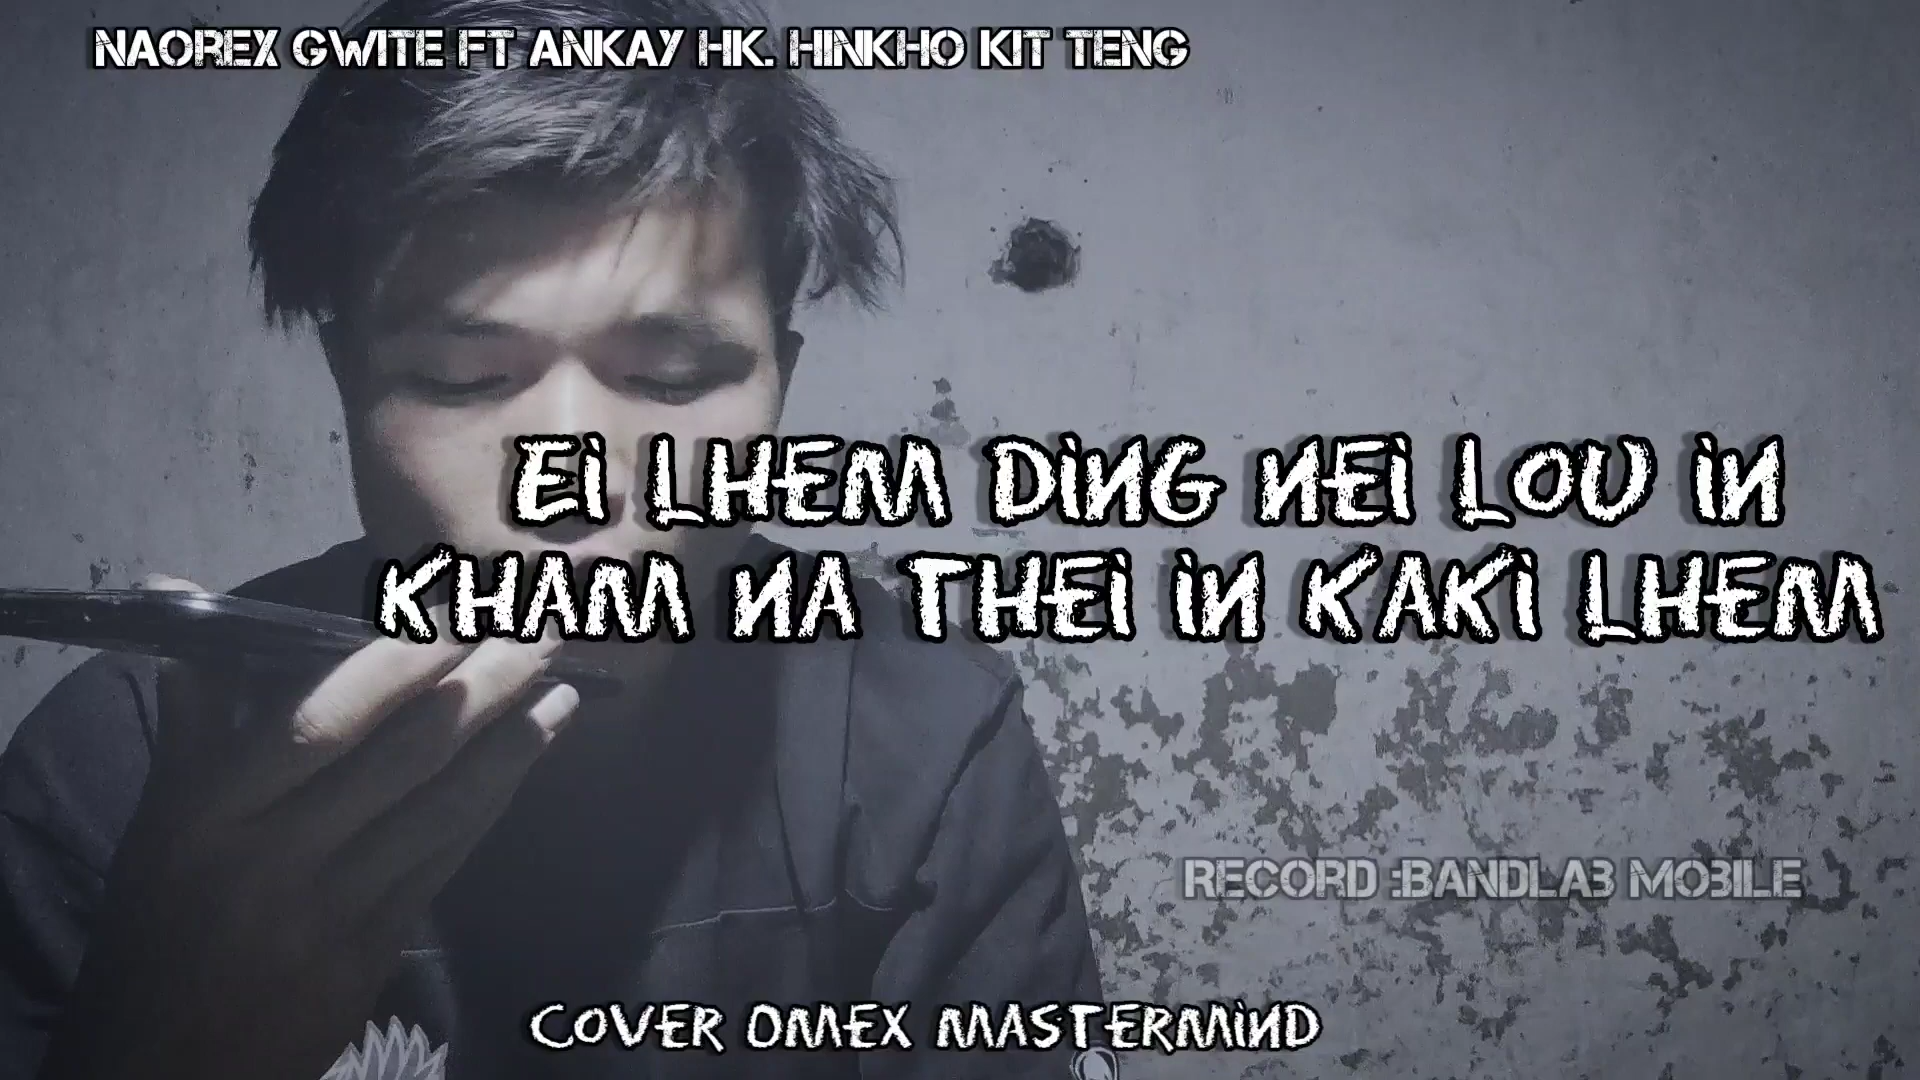 NAOREX GWITE FT ANKAY HK. HINKHO KIT TENG
Ei LHEM DiNG NEi LOU iN
KHAM NA THEi iN KAKi LHEM
RECORD :BANDLAB MOBILE
COVER OMEX MASTERMiND